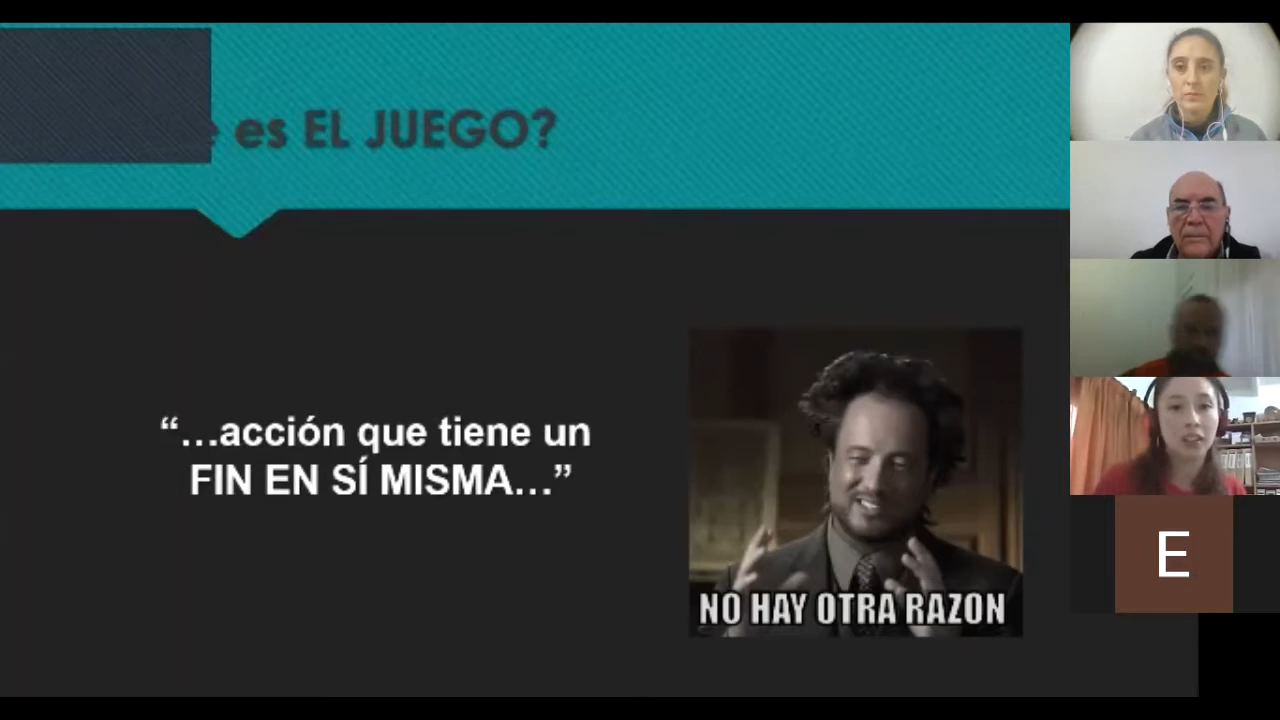 es EL JUEGO?
“...acción que tiene un
FIN EN SÍ MISMA...”
NO HAY OTRA RAZON
E